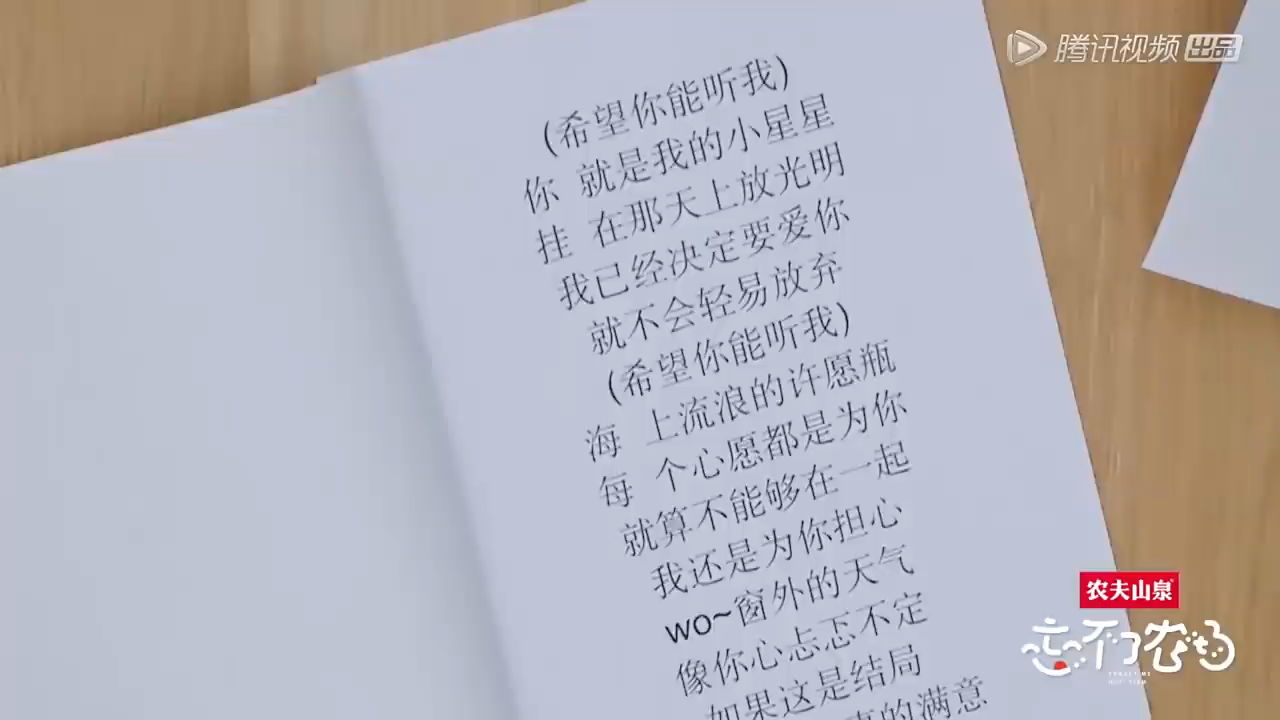 腾讯视频 出品
(希望你能听我)
你 就是我的小星星
挂 在那天上放光明
我已经决定要爱你
就不会轻易放弃
(希望你能听我)
海 上流浪的许愿瓶
每 个心愿都是为你
就算不能够在一起
我还是为你担心
wo~窗外的天气
像你心忐忑不定
如果这是结局
的满意
农夫山泉
忘不了农场